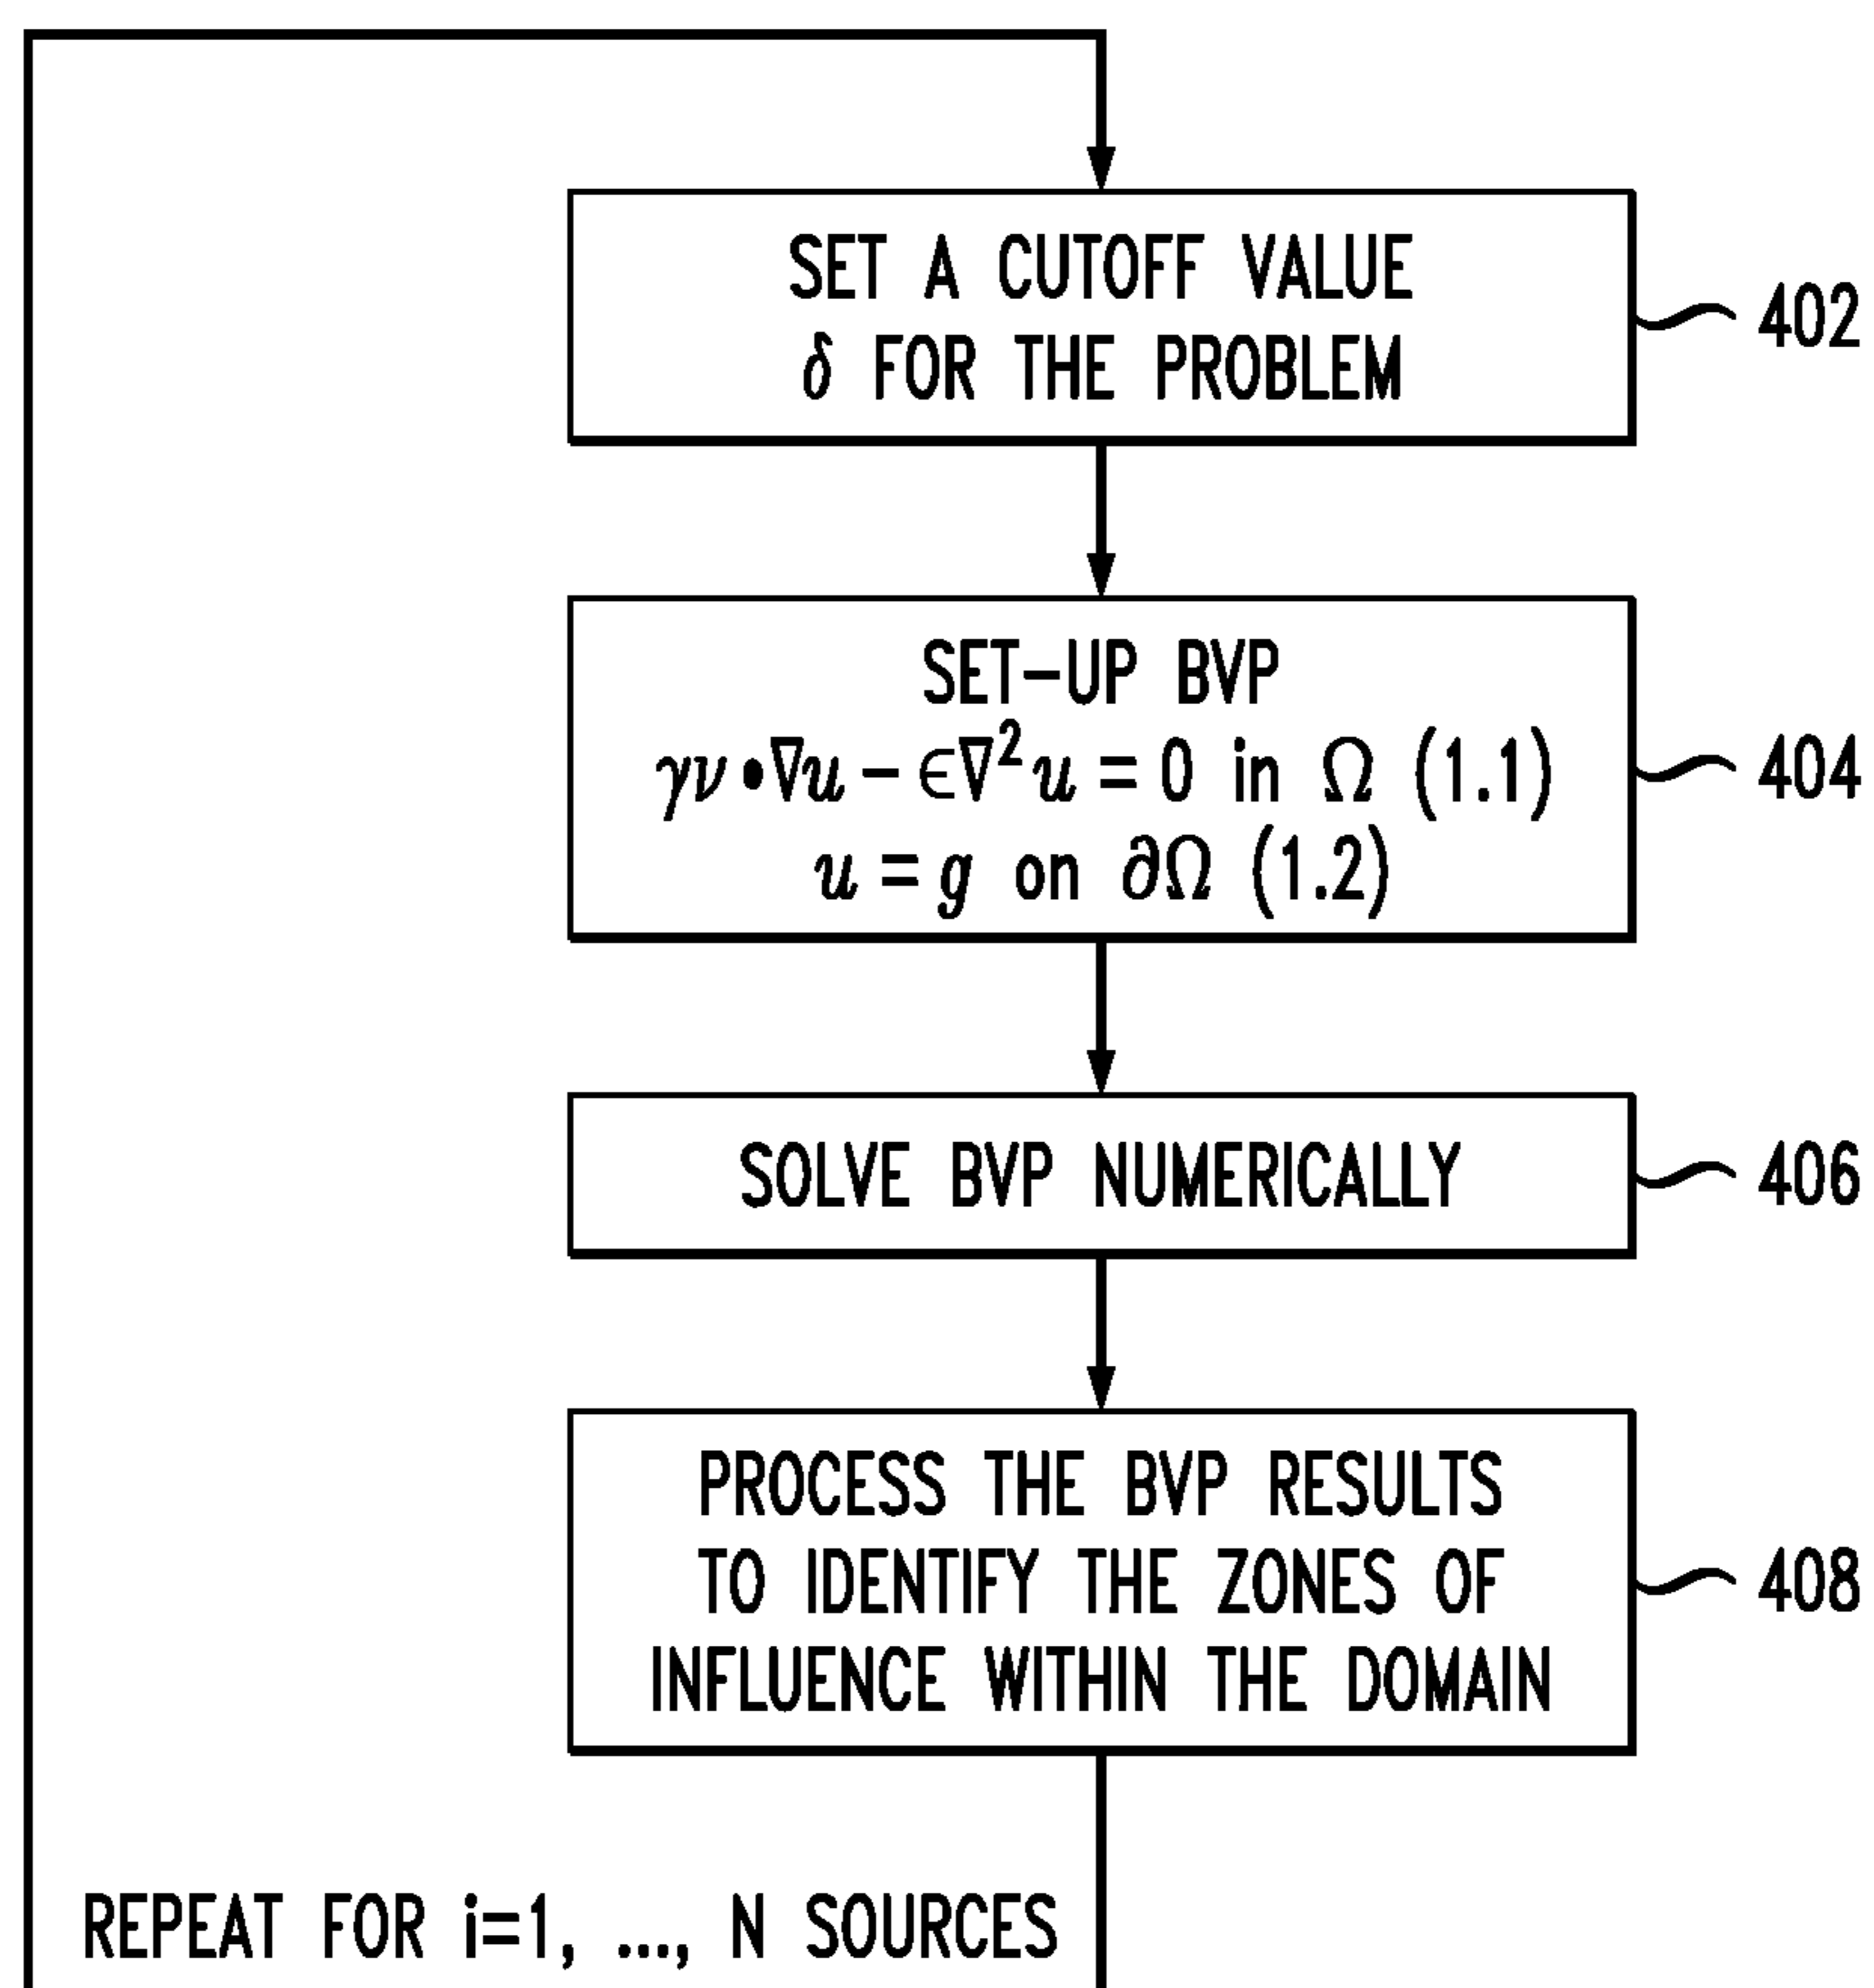 SET A CUTOFF VALUE
δ FOR THE PROBLEM
402
SET-UP BVP
γν•∇u − ϵ∇²u = 0 in Ω (1.1)
u = g on ∂Ω (1.2)
404
SOLVE BVP NUMERICALLY
406
PROCESS THE BVP RESULTS
TO IDENTIFY THE ZONES OF
INFLUENCE WITHIN THE DOMAIN
408
REPEAT FOR i=1, ..., N SOURCES